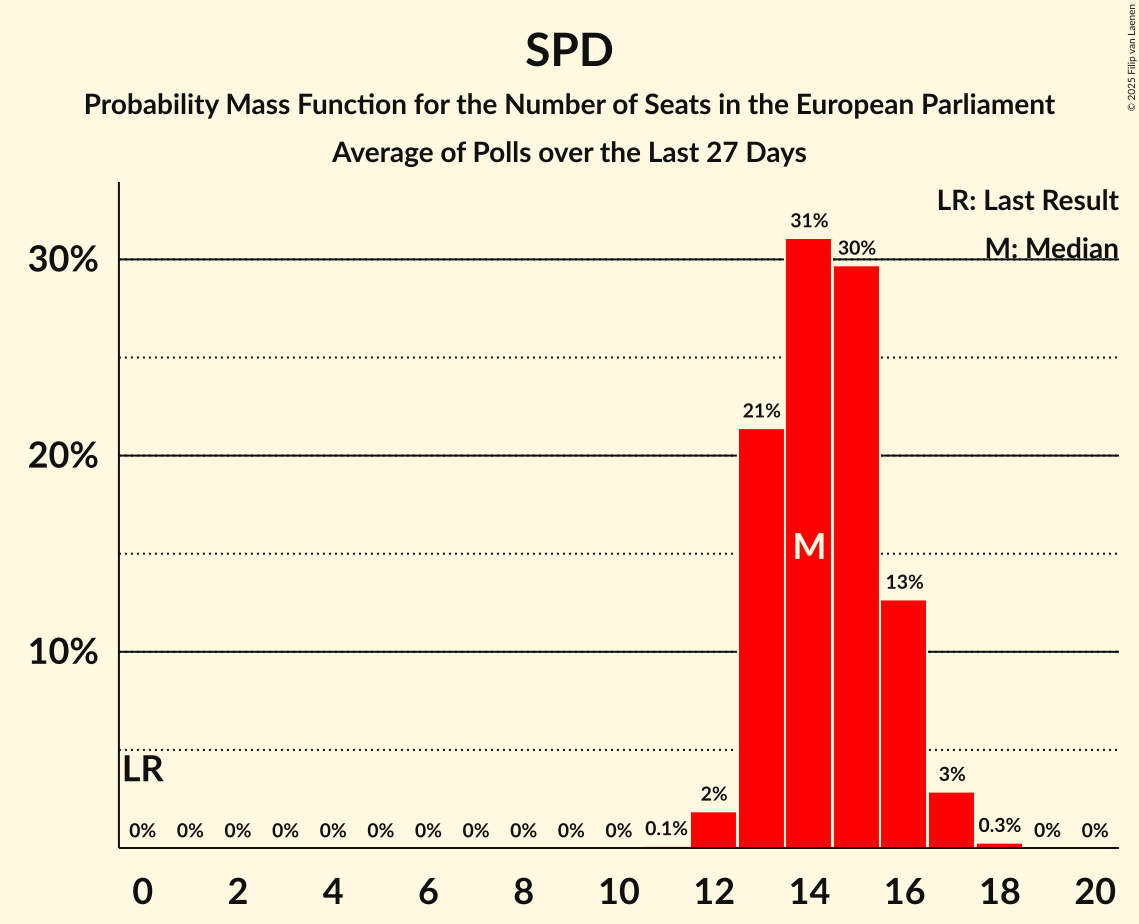 SPD
Probability Mass Function for the Number of Seats in the European Parliament
Average of Polls over the Last 27 Days
© 2025 Filip van Laenen
LR: Last Result
M: Median
31%
30%
30%
21%
20%
M
13%
10%
LR
3%
2%
0% 0% 0% 0% 0% 0% 0% 0% 0% 0% 0% 0.1% 0.3% 0% 0%
0 2 4 6 8 10 12 14 16 18 20